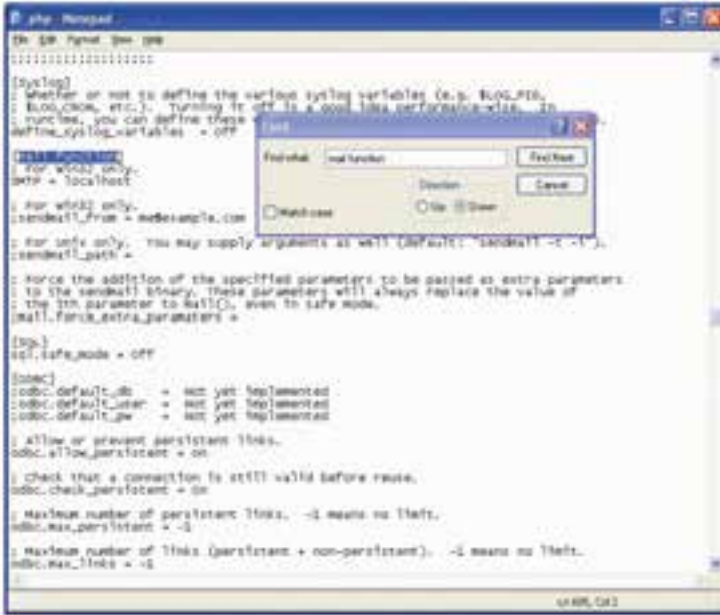 php - Notepad
File Edit Format View Help
;;;;;;;;;;;;;;;;;;;
[Syslog]
; Whether or not to define the various syslog variables (e.g. $LOG_PID,
; $LOG_CRON, etc.). Turning it off is a good idea performance-wise. In
; runtime, you can define these
define_syslog_variables = Off
[mail function]
; For Win32 only.
SMTP = localhost
; For Win32 only.
;sendmail_from = me@example.com
; For Unix only. You may supply arguments as well (default: "sendmail -t -i").
;sendmail_path =
; Force the addition of the specified parameters to be passed as extra parameters
; to the sendmail binary. These parameters will always replace the value of
; the 5th parameter to mail(), even in safe mode.
;mail.force_extra_paramaters =
[SQL]
sql.safe_mode = Off
[ODBC]
;odbc.default_db = Not yet implemented
;odbc.default_user = Not yet implemented
;odbc.default_pw = Not yet implemented
; Allow or prevent persistent links.
odbc.allow_persistent = On
; Check that a connection is still valid before reuse.
odbc.check_persistent = On
; Maximum number of persistent links. -1 means no limit.
odbc.max_persistent = -1
; Maximum number of links (persistent + non-persistent). -1 means no limit.
odbc.max_links = -1
Find
Find what: mail function
Find Next
Direction
Cancel
Match case
Up Down